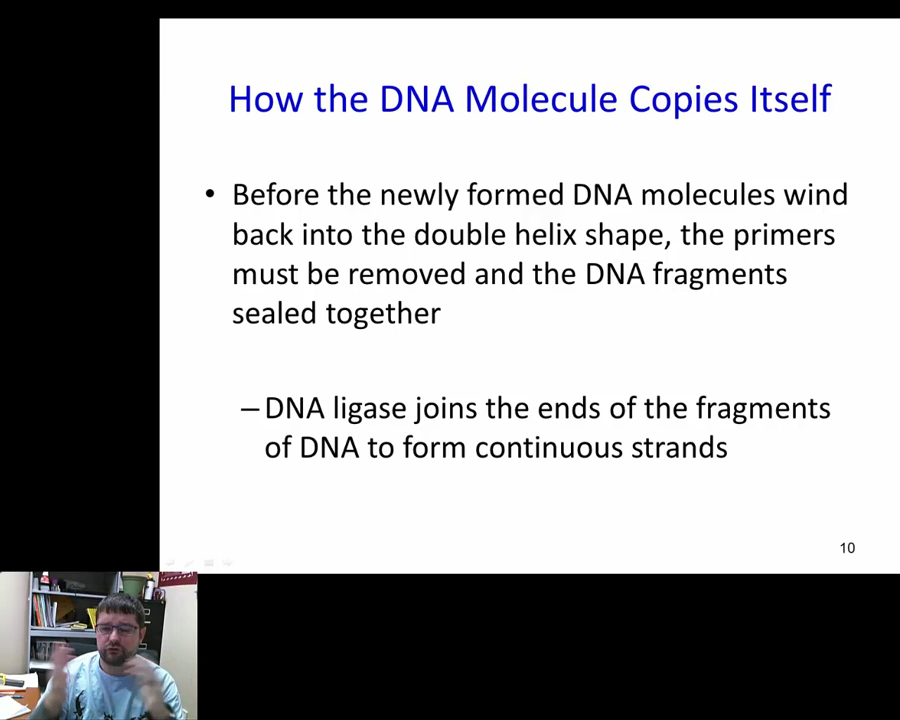 How the DNA Molecule Copies Itself
• Before the newly formed DNA molecules wind
back into the double helix shape, the primers
must be removed and the DNA fragments
sealed together
– DNA ligase joins the ends of the fragments
of DNA to form continuous strands
10